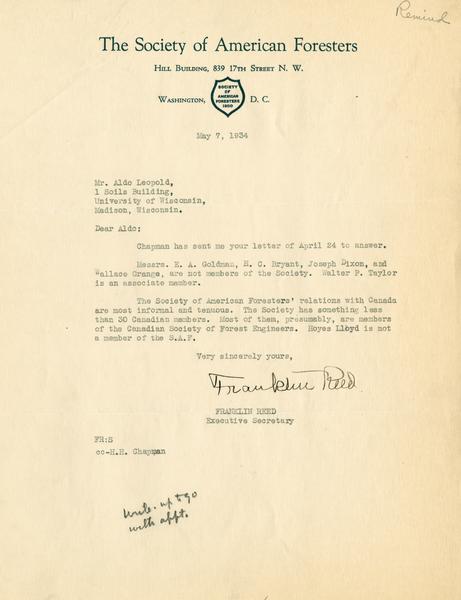 Remind
The Society of American Foresters
Hill Building, 839 17th Street N. W.
Washington, D. C.
SOCIETY
OF
AMERICAN
FORESTERS
1900
May 7, 1934
Mr. Aldo Leopold,
1 Soils Building,
University of Wisconsin,
Madison, Wisconsin.
Dear Aldo:
Chapman has sent me your letter of April 24 to answer.
Messrs. E. A. Goldman, H. C. Bryant, Joseph Dixon, and
Wallace Grange, are not members of the Society. Walter P. Taylor
is an associate member.
The Society of American Foresters' relations with Canada
are most informal and tenuous. The Society has something less
than 30 Canadian members. Most of them, presumably, are members
of the Canadian Society of Forest Engineers. Hoyes Lloyd is not
a member of the S.A.F.
Very sincerely yours,
Franklin Reed
FRANKLIN REED
Executive Secretary
FR:S
cc-H.H. Chapman
up to go
with appt.